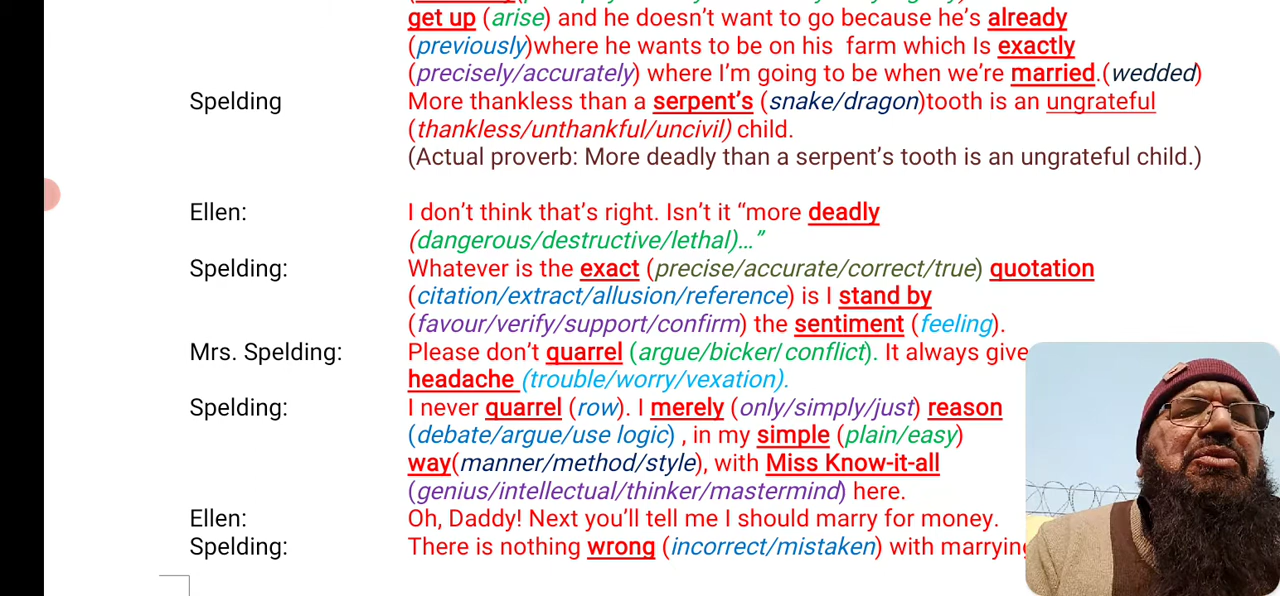 get up (arise) and he doesn't want to go because he's already
(previously)where he wants to be on his farm which Is exactly
(precisely/accurately) where I'm going to be when we're married.(wedded)
Spelding More thankless than a serpent's (snake/dragon)tooth is an ungrateful
(thankless/unthankful/uncivil) child.
(Actual proverb: More deadly than a serpent's tooth is an ungrateful child.)
Ellen: I don't think that's right. Isn't it “more deadly
(dangerous/destructive/lethal)…”
Spelding: Whatever is the exact (precise/accurate/correct/true) quotation
(citation/extract/allusion/reference) is I stand by
(favour/verify/support/confirm) the sentiment (feeling).
Mrs. Spelding: Please don't quarrel (argue/bicker/conflict). It always give
headache (trouble/worry/vexation).
Spelding: I never quarrel (row). I merely (only/simply/just) reason
(debate/argue/use logic) , in my simple (plain/easy)
way(manner/method/style), with Miss Know-it-all
(genius/intellectual/thinker/mastermind) here.
Ellen: Oh, Daddy! Next you'll tell me I should marry for money.
Spelding: There is nothing wrong (incorrect/mistaken) with marrying